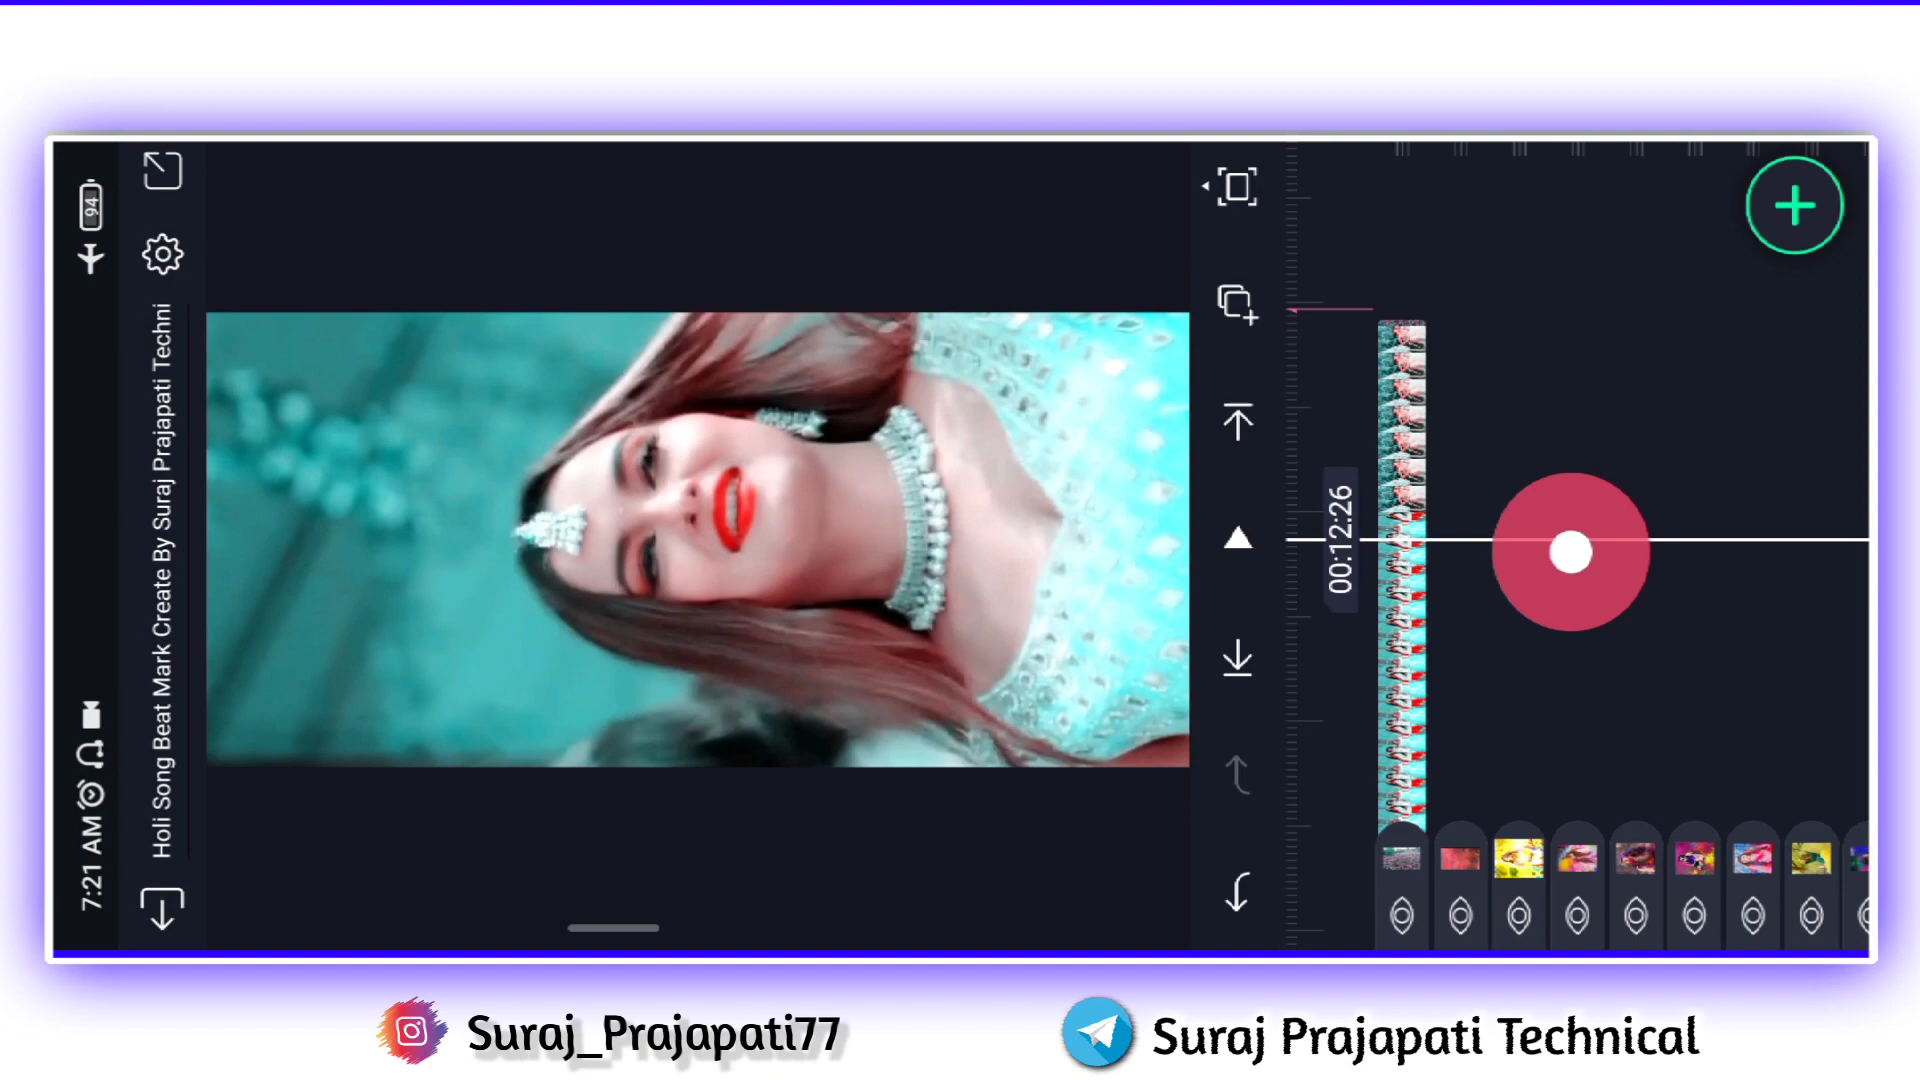 7:21 AM
94
Holi Song Beat Mark Create By Suraj Prajapati Techni
00:12:26
Suraj_Prajapati77
Suraj Prajapati Technical